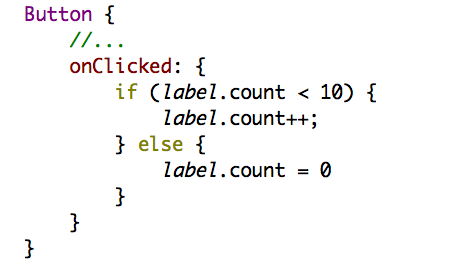 Button {
    //...
    onClicked: {
        if (label.count < 10) {
            label.count++;
        } else {
            label.count = 0
        }
    }
}